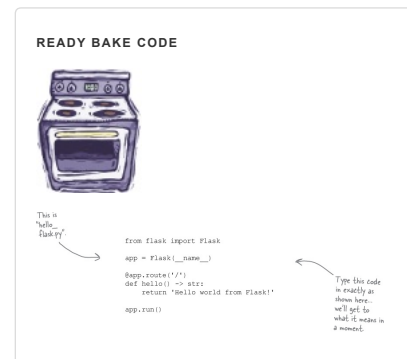 READY BAKE CODE
This is
"hello_
flask.py".
from flask import Flask
app = Flask(__name__)
@app.route('/')
def hello() -> str:
    return 'Hello world from Flask!'
app.run()
Type this code
in exactly as
shown here...
we'll get to
what it means in
a moment.